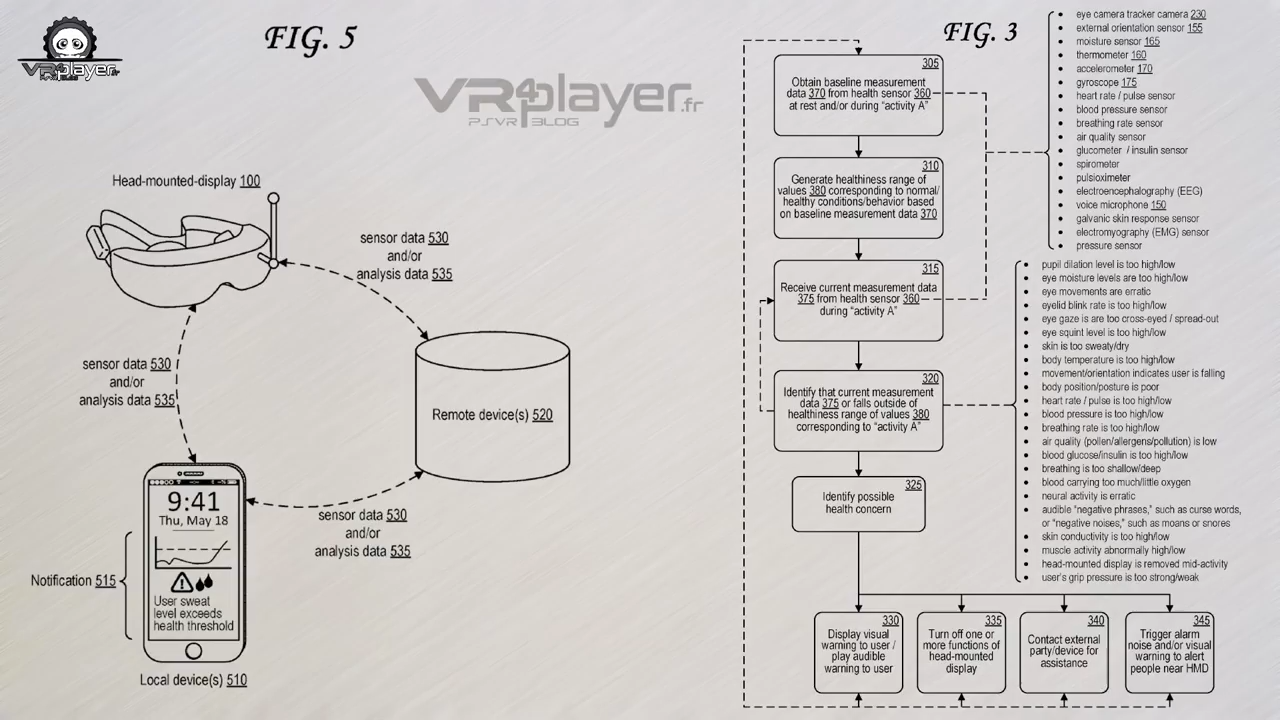 VR4player.fr
PSVR BLOG
FIG. 5
VR4player.fr
PSVR BLOG
Head-mounted-display 100
sensor data 530
and/or
analysis data 535
sensor data 530
and/or
analysis data 535
Remote device(s) 520
sensor data 530
and/or
analysis data 535
9:41
Thu, May 18
Notification 515
User sweat
level exceeds
health threshold
Local device(s) 510
FIG. 3
305
Obtain baseline measurement
data 370 from health sensor 360
at rest and/or during “activity A”
310
Generate healthiness range of
values 380 corresponding to normal/
healthy conditions/behavior based
on baseline measurement data 370
315
Receive current measurement data
375 from health sensor 360
during “activity A”
320
Identify that current measurement
data 375 or falls outside of
healthiness range of values 380
corresponding to “activity A”
325
Identify possible
health concern
330
Display visual
warning to user /
play audible
warning to user
335
Turn off one or
more functions of
head-mounted
display
340
Contact external
party/device for
assistance
345
Trigger alarm
noise and/or visual
warning to alert
people near HMD
• eye camera tracker camera 230
• external orientation sensor 155
• moisture sensor 165
• thermometer 160
• accelerometer 170
• gyroscope 175
• heart rate / pulse sensor
• blood pressure sensor
• breathing rate sensor
• air quality sensor
• glucometer / insulin sensor
• spirometer
• pulsioximeter
• electroencephalography (EEG)
• voice microphone 150
• galvanic skin response sensor
• electromyography (EMG) sensor
• pressure sensor
• pupil dilation level is too high/low
• eye moisture levels are too high/low
• eye movements are erratic
• eyelid blink rate is too high/low
• eye gaze is are too cross-eyed / spread-out
• eye squint level is too high/low
• skin is too sweaty/dry
• body temperature is too high/low
• movement/orientation indicates user is falling
• body position/posture is poor
• heart rate / pulse is too high/low
• blood pressure is too high/low
• breathing rate is too high/low
• air quality (pollen/allergens/pollution) is low
• blood glucose/insulin is too high/low
• breathing is too shallow/deep
• blood carrying too much/little oxygen
• neural activity is erratic
• audible “negative phrases,” such as curse words,
or “negative noises,” such as moans or snores
• skin conductivity is too high/low
• muscle activity abnormally high/low
• head-mounted display is removed mid-activity
• user’s grip pressure is too strong/weak